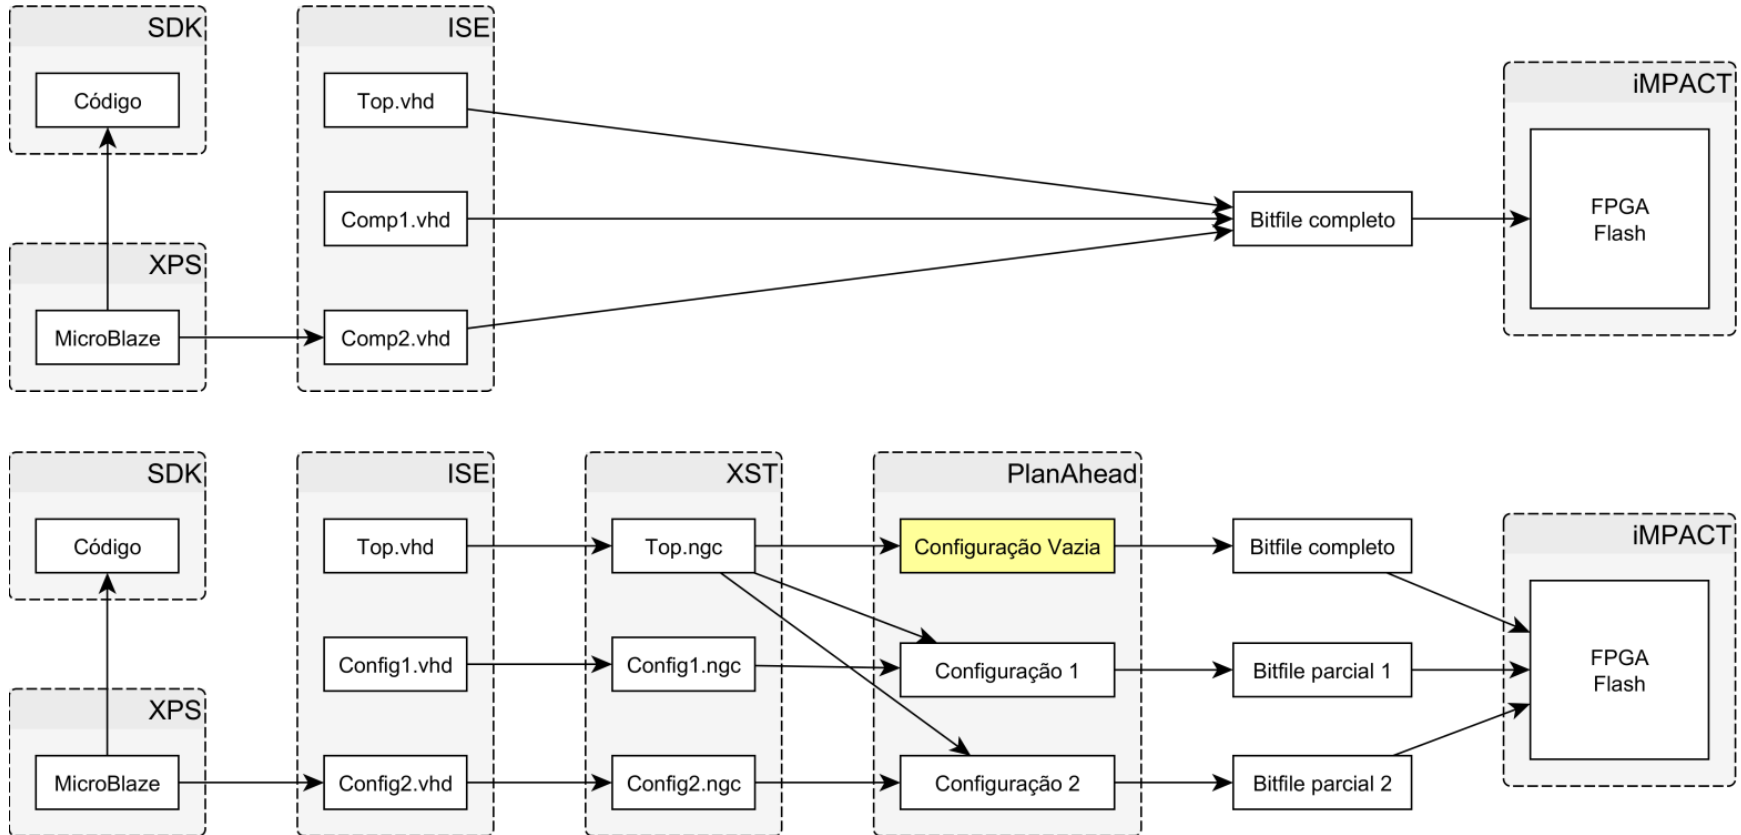 SDK
ISE
iMPACT
Código
Top.vhd
Comp1.vhd
Bitfile completo
FPGA
Flash
XPS
MicroBlaze
Comp2.vhd
SDK
ISE
XST
PlanAhead
iMPACT
Código
Top.vhd
Top.ngc
Configuração Vazia
Bitfile completo
Config1.vhd
Config1.ngc
Configuração 1
Bitfile parcial 1
FPGA
Flash
XPS
MicroBlaze
Config2.vhd
Config2.ngc
Configuração 2
Bitfile parcial 2